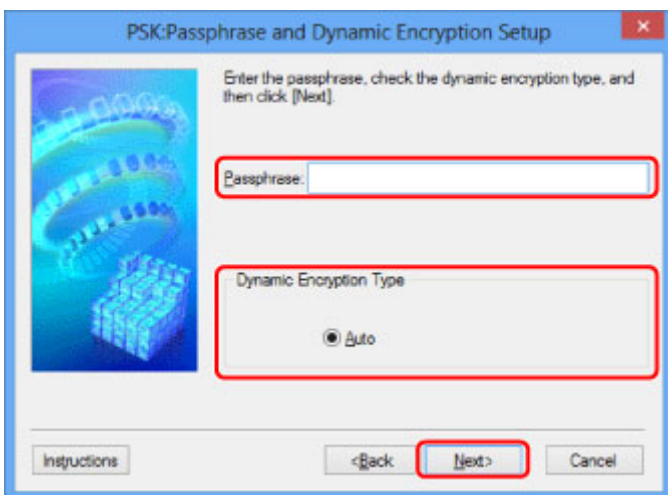 PSK:Passphrase and Dynamic Encryption Setup
Enter the passphrase, check the dynamic encryption type, and
then click [Next].
Passphrase:
Dynamic Encryption Type
Auto
Instructions
<Back
Next>
Cancel